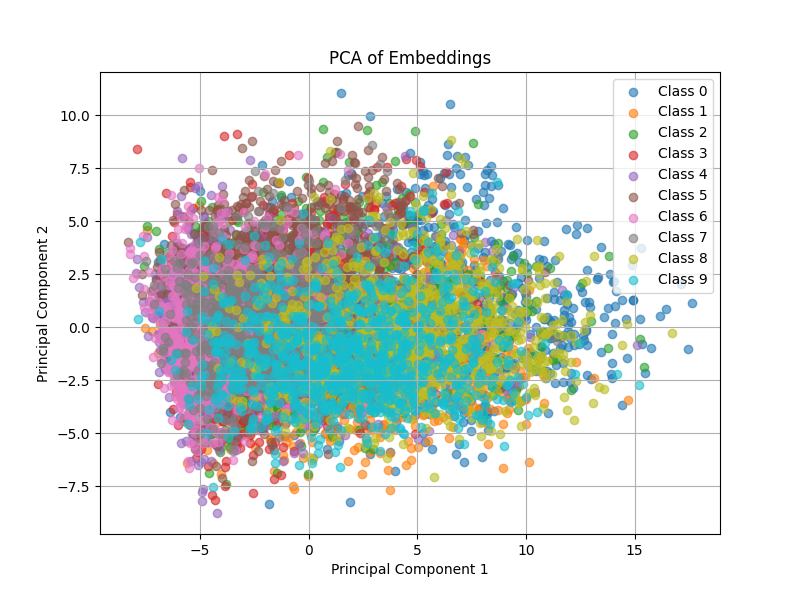 PCA of Embeddings
Principal Component 2
10.0
7.5
5.0
2.5
0.0
−2.5
−5.0
−7.5
Class 0
Class 1
Class 2
Class 3
Class 4
Class 5
Class 6
Class 7
Class 8
Class 9
−5 0 5 10 15
Principal Component 1